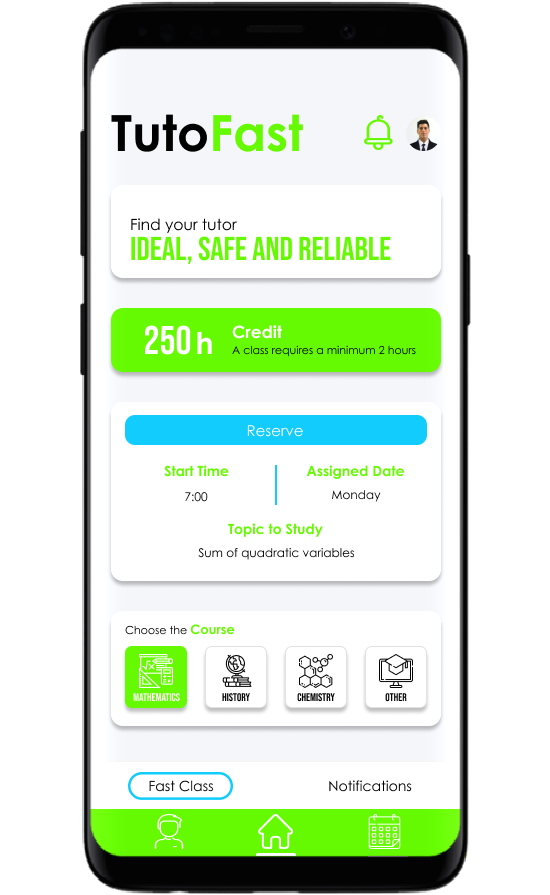 TutoFast
Find your tutor
IDEAL, SAFE AND RELIABLE
250 h
Credit
A class requires a minimum 2 hours
Reserve
Start Time
7:00
Assigned Date
Monday
Topic to Study
Sum of quadratic variables
Choose the Course
MATHEMATICS
HISTORY
CHEMISTRY
OTHER
Fast Class
Notifications